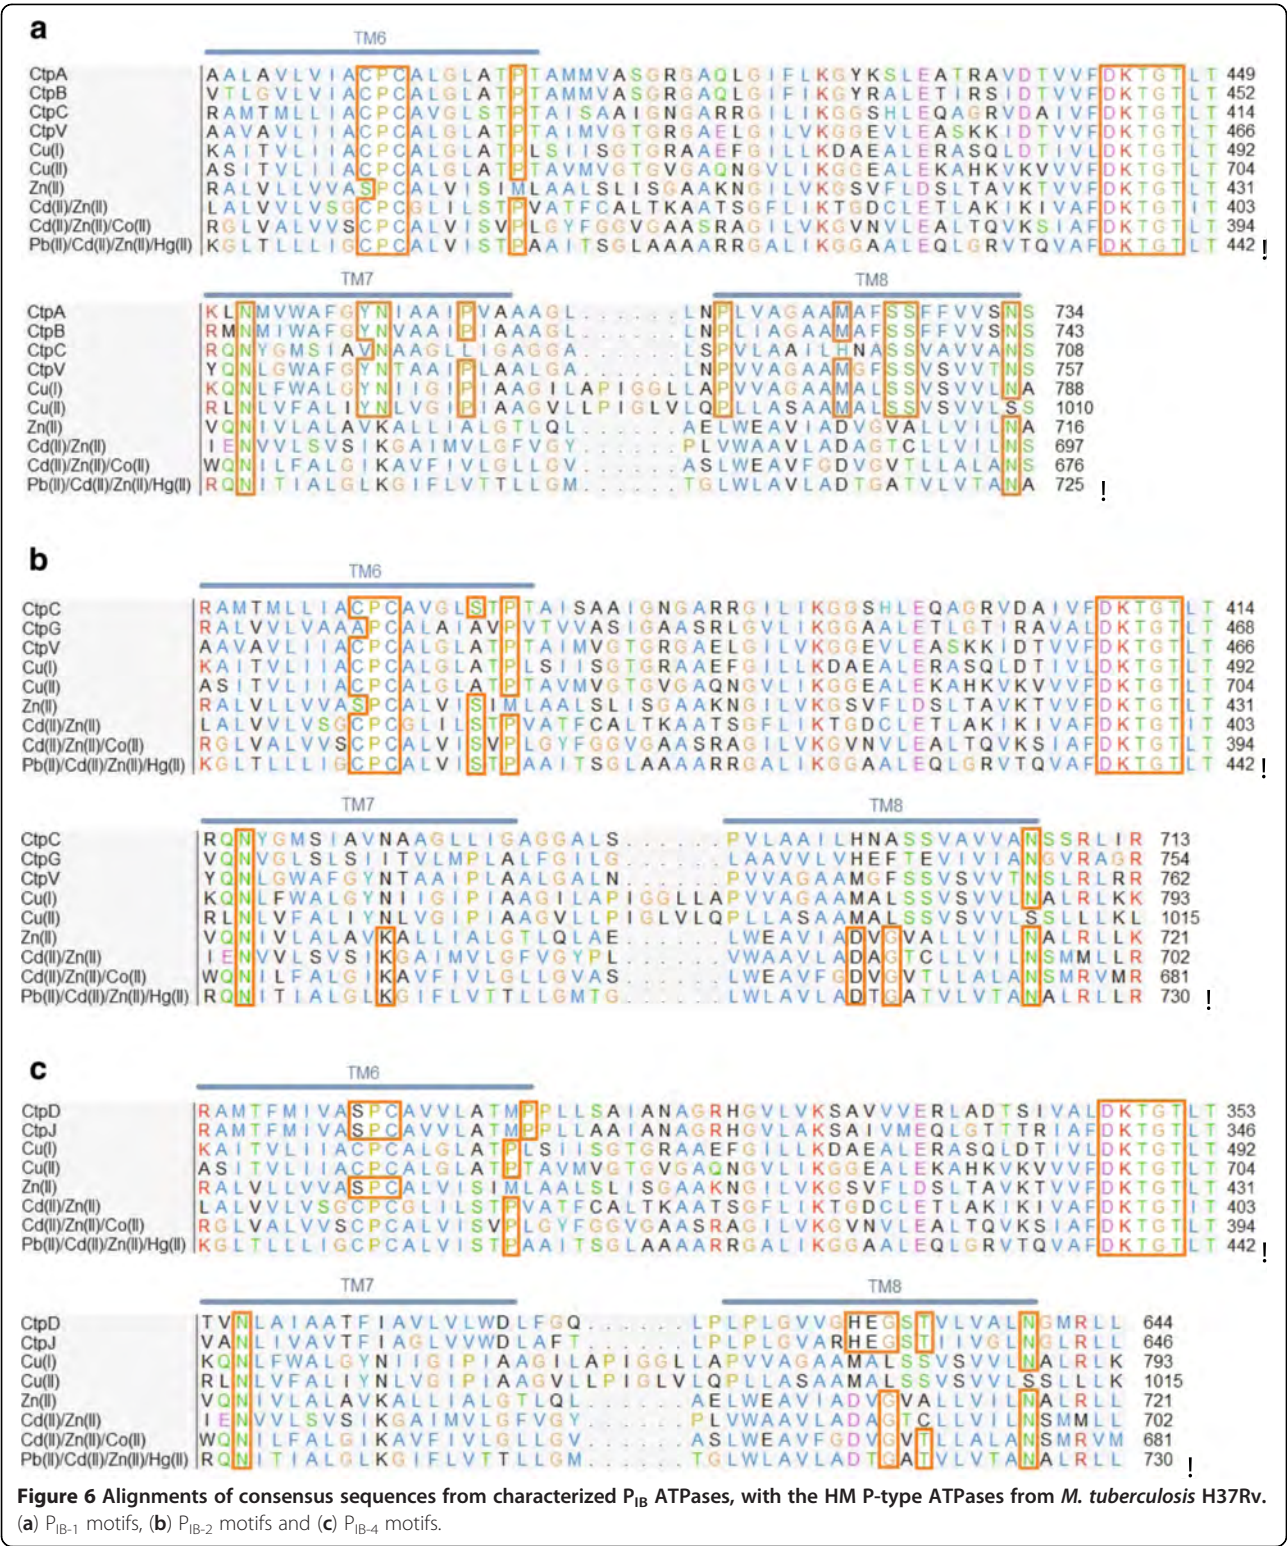 a
TM6
CtpA AALAVLVIACPCALGLATPTAMMVASGRGAQLGIFLKGYKSLEATRAVDTVVFDKTGTLT 449
CtpB VTLGVLVIACPCALGLATPTAMMVASGRGAQLGIFIKGYRALETIRSIDTVVFDKTGTLT 452
CtpC RAMTMLLIACPCAVGLSTPTAISAAIGNGARRGILIKGGSHLEQAGRVDAIVFDKTGTLT 414
CtpV AAVAVLIIACPCALGLATPTAIMVGTGRGAELGILVKGGEVLEASKKIDTVVFDKTGTLT 466
Cu(I) KAITVLIIACPCALGLATPLSIISGTGRAAEFGILLKDAEALERASQLDTIVLDKTGTLT 492
Cu(II) ASITVLIIACPCALGLATPTAVMVGTGVGAQNGVLIKGGEALEKAHKVKVVVFDKTGTLT 704
Zn(II) RALVLLVVASPCALVISIMLAALSLISGAAKNGILVKGSVFLDSLTAVKTVVFDKTGTLT 431
Cd(II)/Zn(II) LALVVLVSGCPCGLILSTPVATFCALTKAATSGFLIKTGDCLETLAKIKIVAFDKTGTIT 403
Cd(II)/Zn(II)/Co(II) RGLVALVVSCPCALVISVPLGYFGGVGAASRAGILVKGVNVLEALTQVKSIAFDKTGTLT 394
Pb(II)/Cd(II)/Zn(II)/Hg(II) KGLTLLLIGCPCALVISTPAAITSGLAAAARRGALIKGGAALEQLGRVTQVAFDKTGTLT 442 !
TM7 TM8
CtpA KLNMVWAFGYNIAAIPVAAAGL......LNPLVAGAAMAFSSFFVVSNS 734
CtpB RMNMIWAFGYNVAAIPIAAAGL......LNPLIAGAAMAFSSFFVVSNS 743
CtpC RQNYGMSIAVNAAGLLIGAGGA......LSPVLAAILHNASSVAVVANS 708
CtpV YQNLGWAFGYNTAAIPLAALGA......LNPVVAGAAMGFSSVSVVTNS 757
Cu(I) KQNLFWALGYNIIGIPIAAGILAPIGGLLAPVVAGAAMALSSVSVVLNA 788
Cu(II) RLNLVFALIYNLVGIPIAAGVLLPIGLVLQPLLASAAMALSSVSVVLSS 1010
Zn(II) VQNIVLALAVKALLIALGTLQL......AELWEAVIADVGVALLVILNA 716
Cd(II)/Zn(II) IENVVLSVSIKGAIMVLGFVGY......PLVWAAVLADAGTCLLVILNS 697
Cd(II)/Zn(II)/Co(II) WQNILFALGIKAVFIVLGLLGV......ASLWEAVFGDVGVTLLALANS 676
Pb(II)/Cd(II)/Zn(II)/Hg(II) RQNITIALGLKGIFLVTTLLGM......TGLWLAVLADTGATVLVTANA 725 !
b
TM6
CtpC RAMTMLLIACPCAVGLSTPTAISAAIGNGARRGILIKGGSHLEQAGRVDAIVFDKTGTLT 414
CtpG RALVVLVAAAPCALAIAVPVTVVASIGAASRLGVLIKGGAALETLGTIRAVALDKTGTLT 468
CtpV AAVAVLIIACPCALGLATPTAIMVGTGRGAELGILVKGGEVLEASKKIDTVVFDKTGTLT 466
Cu(I) KAITVLIIACPCALGLATPLSIISGTGRAAEFGILLKDAEALERASQLDTIVLDKTGTLT 492
Cu(II) ASITVLIIACPCALGLATPTAVMVGTGVGAQNGVLIKGGEALEKAHKVKVVVFDKTGTLT 704
Zn(II) RALVLLVVASPCALVISIMLAALSLISGAAKNGILVKGSVFLDSLTAVKTVVFDKTGTLT 431
Cd(II)/Zn(II) LALVVLVSGCPCGLILSTPVATFCALTKAATSGFLIKTGDCLETLAKIKIVAFDKTGTIT 403
Cd(II)/Zn(II)/Co(II) RGLVALVVSCPCALVISVPLGYFGGVGAASRAGILVKGVNVLEALTQVKSIAFDKTGTLT 394
Pb(II)/Cd(II)/Zn(II)/Hg(II) KGLTLLLIGCPCALVISTPAAITSGLAAAARRGALIKGGAALEQLGRVTQVAFDKTGTLT 442 !
TM7 TM8
CtpC RQNYGMSIAVNAAGLLIGAGGALS......PVLAAILHNASSVAVVANSSRLIR 713
CtpG VQNVGLSLSIITVLMPLALFGILG......LAAVVLVHEFTEVIVIANGVRAGR 754
CtpV YQNLGWAFGYNTAAIPLAALGALN......PVVAGAAMGFSSVSVVTNSLRLRR 762
Cu(I) KQNLFWALGYNIIGIPIAAGILAPIGGLLAPVVAGAAMALSSVSVVLNALRLKK 793
Cu(II) RLNLVFALIYNLVGIPIAAGVLLPIGLVLQPLLASAAMALSSVSVVLSSLLLKL 1015
Zn(II) VQNIVLALAVKALLIALGTLQLAE......LWEAVIADVGVALLVILNALRLLK 721
Cd(II)/Zn(II) IENVVLSVSIKGAIMVLGFVGYPL......VWAAVLADAGTCLLVILNSMMLLR 702
Cd(II)/Zn(II)/Co(II) WQNILFALGIKAVFIVLGLLGVAS......LWEAVFGDVGVTLLALANSMRVMR 681
Pb(II)/Cd(II)/Zn(II)/Hg(II) RQNITIALGLKGIFLVTTLLGMTG......LWLAVLADTGATVLVTANALRLLR 730 !
c
TM6
CtpD RAMTFMIVASPCAVVLATMPPLLSAIANAGRHGVLVKSAVVVERLADTSIVALDKTGTLT 353
CtpJ RAMTFMIVASPCAVVLATMPPLLAAIANAGRHGVLAKSAIVMEQLGTTTRIAFDKTGTLT 346
Cu(I) KAITVLIIACPCALGLATPLSIISGTGRAAEFGILLKDAEALERASQLDTIVLDKTGTLT 492
Cu(II) ASITVLIIACPCALGLATPTAVMVGTGVGAQNGVLIKGGEALEKAHKVKVVVFDKTGTLT 704
Zn(II) RALVLLVVASPCALVISIMLAALSLISGAAKNGILVKGSVFLDSLTAVKTVVFDKTGTLT 431
Cd(II)/Zn(II) LALVVLVSGCPCGLILSTPVATFCALTKAATSGFLIKTGDCLETLAKIKIVAFDKTGTIT 403
Cd(II)/Zn(II)/Co(II) RGLVALVVSCPCALVISVPLGYFGGVGAASRAGILVKGVNVLEALTQVKSIAFDKTGTLT 394
Pb(II)/Cd(II)/Zn(II)/Hg(II) KGLTLLLIGCPCALVISTPAAITSGLAAAARRGALIKGGAALEQLGRVTQVAFDKTGTLT 442 !
TM7 TM8
CtpD TVNLAIAATFIAVLVLWDLFGQ......LPLPLGVVGHEGSTVLVALNGMRLL 644
CtpJ VANLIVAVTFIAGLVVWDLAFT......LPLPLGVARHEGSTIIVGLNGLRLL 646
Cu(I) KQNLFWALGYNIIGIPIAAGILAPIGGLLAPVVAGAAMALSSVSVVLNALRLK 793
Cu(II) RLNLVFALIYNLVGIPIAAGVLLPIGLVLQPLLASAAMALSSVSVVLSSLLLK 1015
Zn(II) VQNIVLALAVKALLIALGTLQL......AELWEAVIADVGVALLVILNALRLL 721
Cd(II)/Zn(II) IENVVLSVSIKGAIMVLGFVGY......PLVWAAVLADAGTCLLVILNSMMLL 702
Cd(II)/Zn(II)/Co(II) WQNILFALGIKAVFIVLGLLGV......ASLWEAVFGDVGVTLLALANSMRVM 681
Pb(II)/Cd(II)/Zn(II)/Hg(II) RQNITIALGLKGIFLVTTLLGM......TGLWLAVLADTGATVLVTANALRLL 730 !
Figure 6 Alignments of consensus sequences from characterized PIB ATPases, with the HM P-type ATPases from M. tuberculosis H37Rv.
(a) PIB-1 motifs, (b) PIB-2 motifs and (c) PIB-4 motifs.